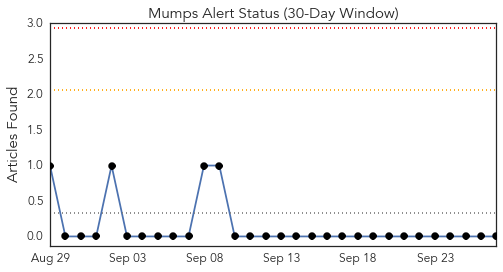 Mumps Alert Status (30-Day Window)
Articles Found
3.0
2.5
2.0
1.5
1.0
0.5
0.0
Aug 29 Sep 03 Sep 08 Sep 13 Sep 18 Sep 23